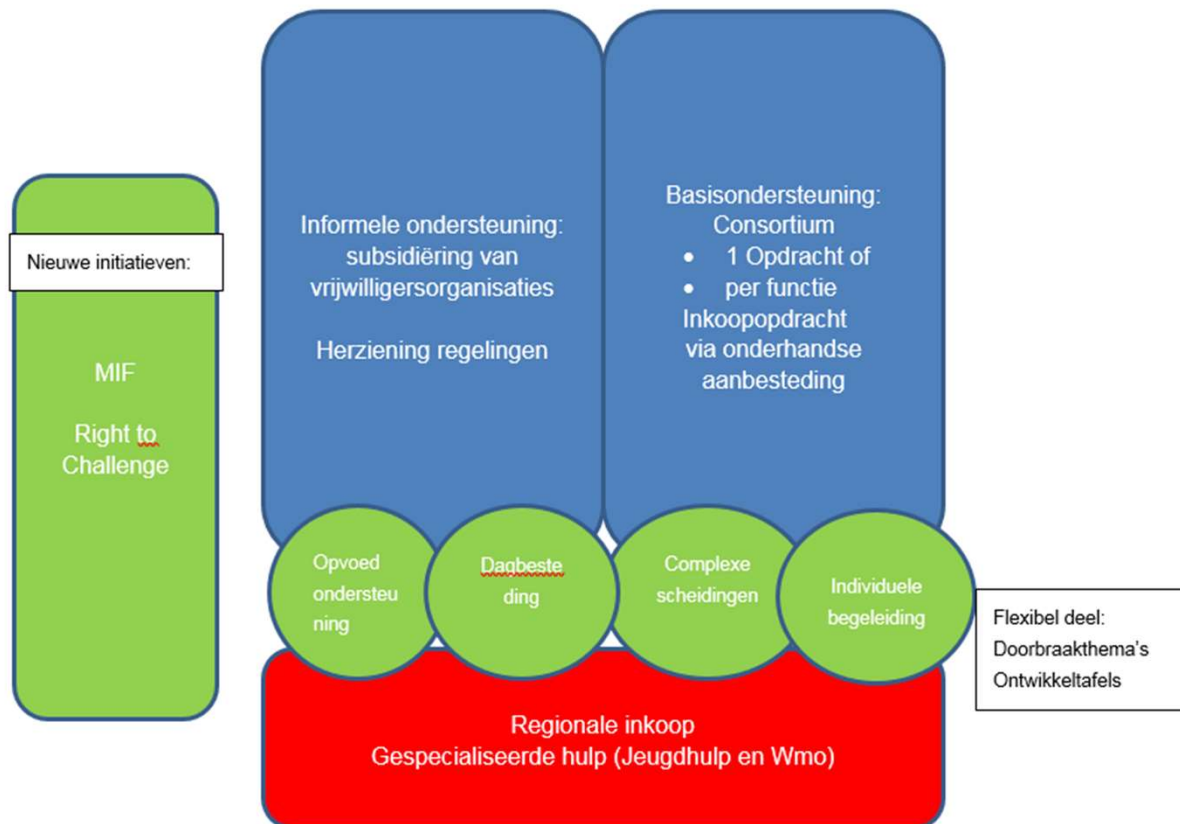 Nieuwe initiatieven:
MIF
Right to
Challenge
Informele ondersteuning:
subsidiëring van
vrijwilligersorganisaties
Herziening regelingen
Basisondersteuning:
Consortium
• 1 Opdracht of
• per functie
Inkoopopdracht
via onderhandse
aanbesteding
Opvoed
ondersteu
ning
Dagbeste
ding
Complexe
scheidingen
Individuele
begeleiding
Flexibel deel:
Doorbraakthema's
Ontwikkeltafels
Regionale inkoop
Gespecialiseerde hulp (Jeugdhulp en Wmo)